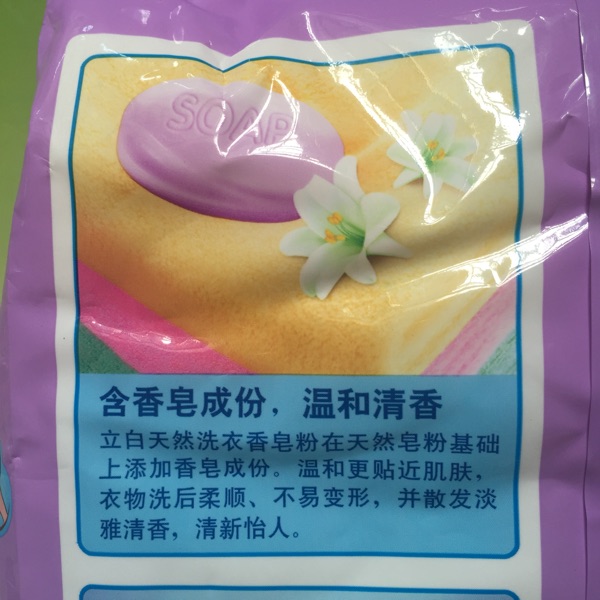 SOAP
含香皂成份，温和清香
立白天然洗衣香皂粉在天然皂粉基础
上添加香皂成份。温和更贴近肌肤，
衣物洗后柔顺、不易变形，并散发淡
雅清香，清新怡人。